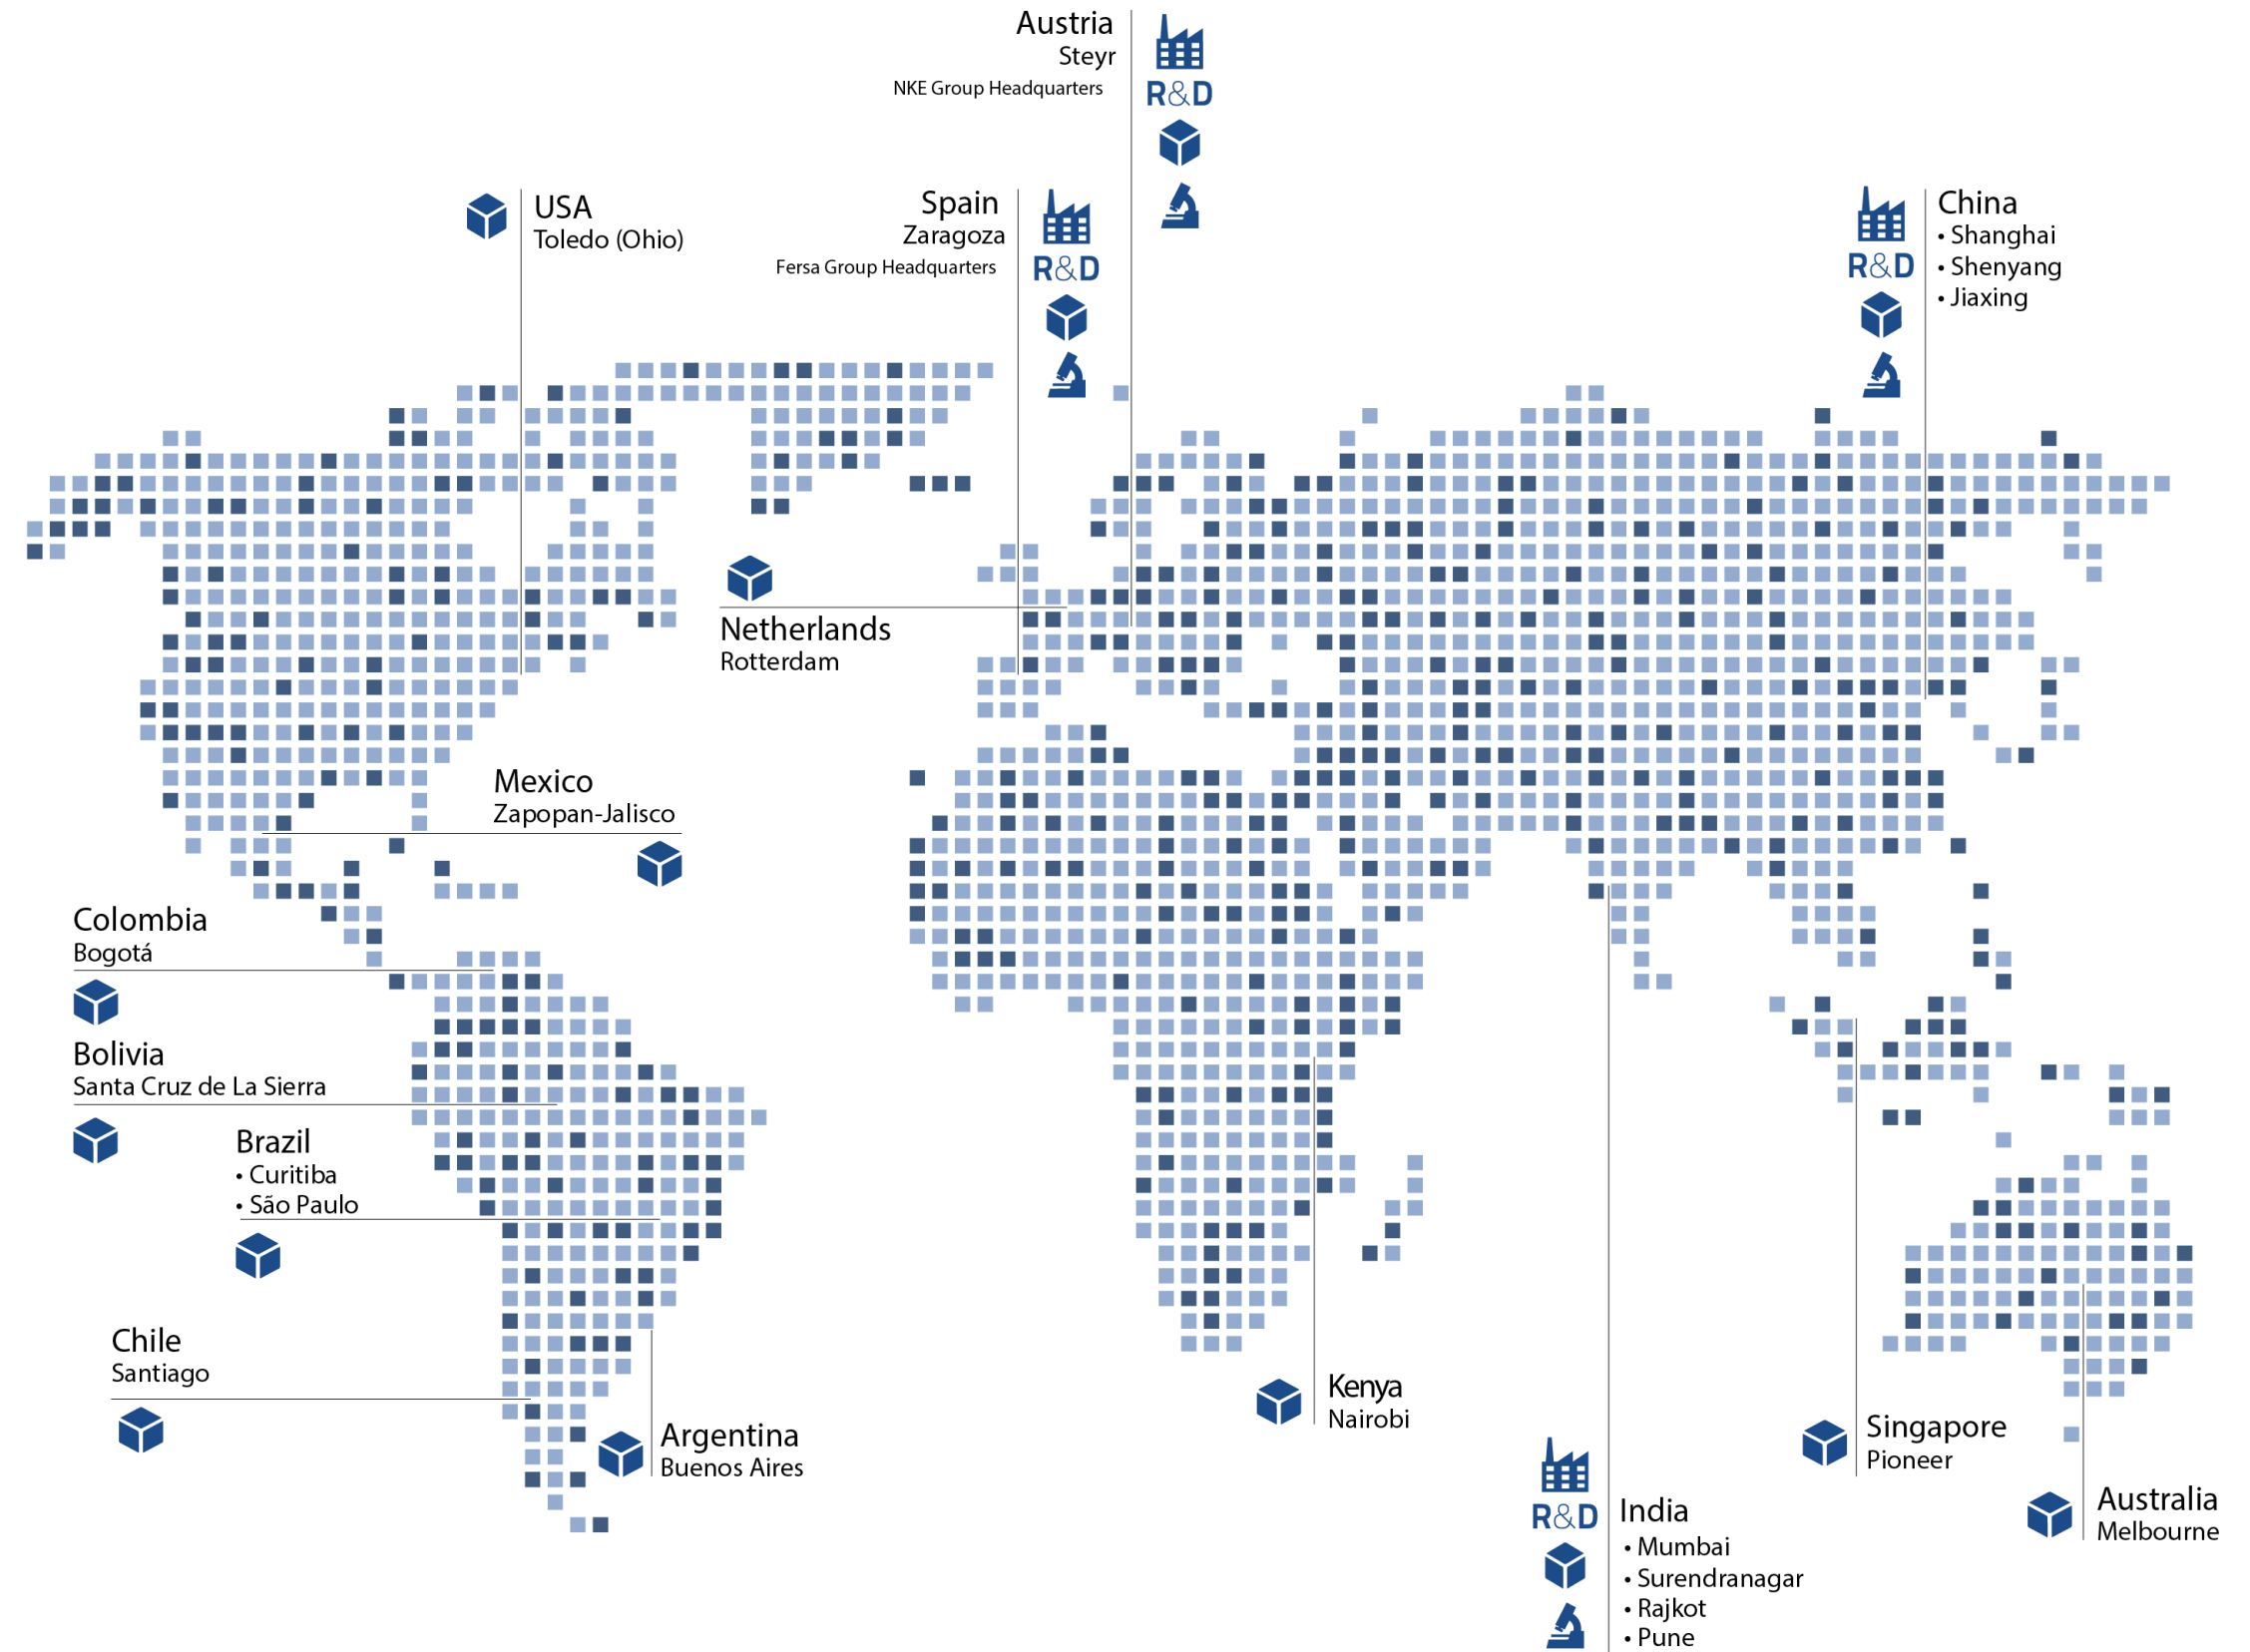 Austria
Steyr
NKE Group Headquarters
R&D
USA
Toledo (Ohio)
Spain
Zaragoza
Fersa Group Headquarters
R&D
China
• Shanghai
• Shenyang
• Jiaxing
R&D
Netherlands
Rotterdam
Mexico
Zapopan-Jalisco
Colombia
Bogotá
Bolivia
Santa Cruz de La Sierra
Brazil
• Curitiba
• São Paulo
Chile
Santiago
Argentina
Buenos Aires
Kenya
Nairobi
R&D
India
• Mumbai
• Surendranagar
• Rajkot
• Pune
Singapore
Pioneer
Australia
Melbourne